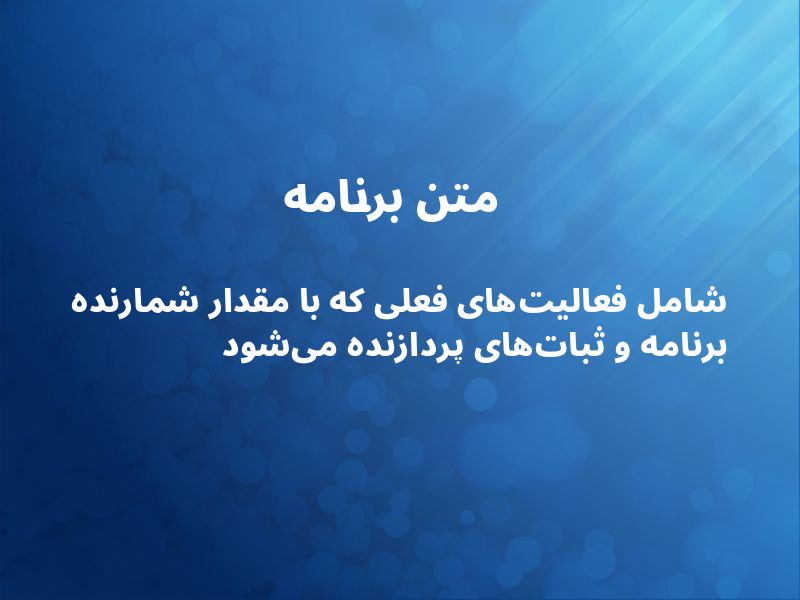 متن برنامه
شامل فعالیت‌های فعلی که با مقدار شمارنده
برنامه و ثبات‌های پردازنده می‌شود